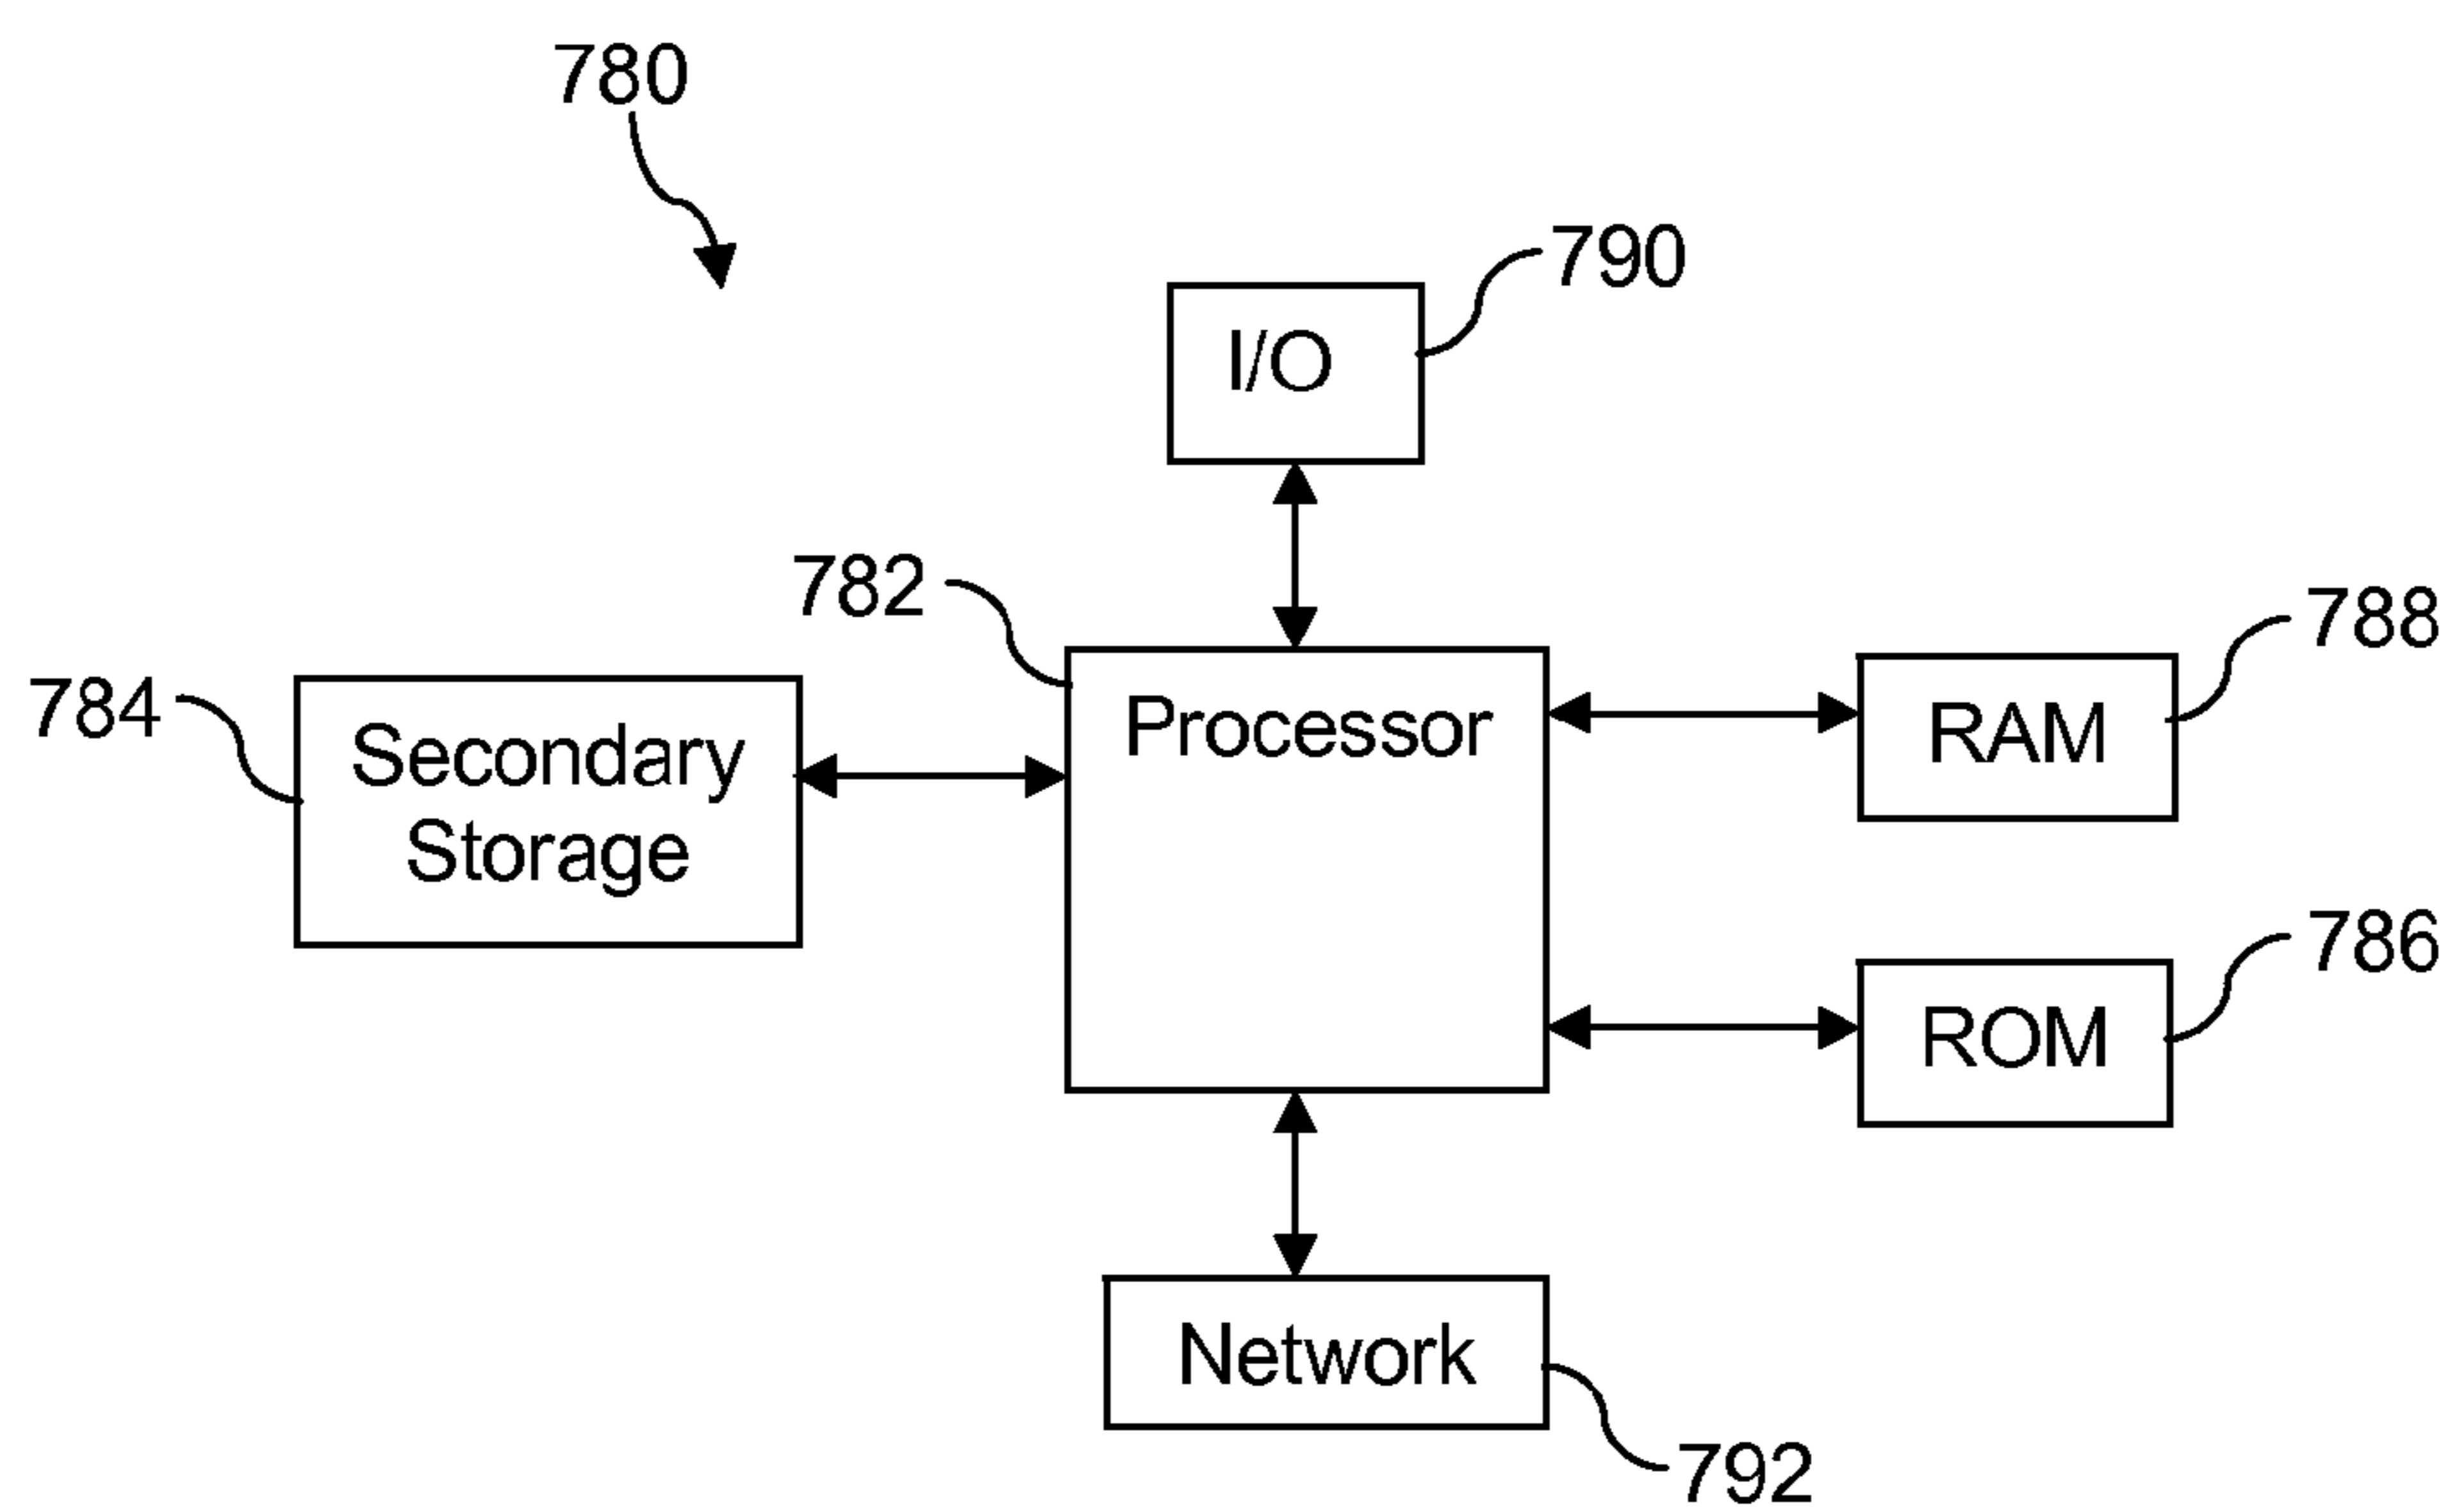 780
790
I/O
782
788
784
Processor
RAM
Secondary
Storage
786
ROM
Network
792